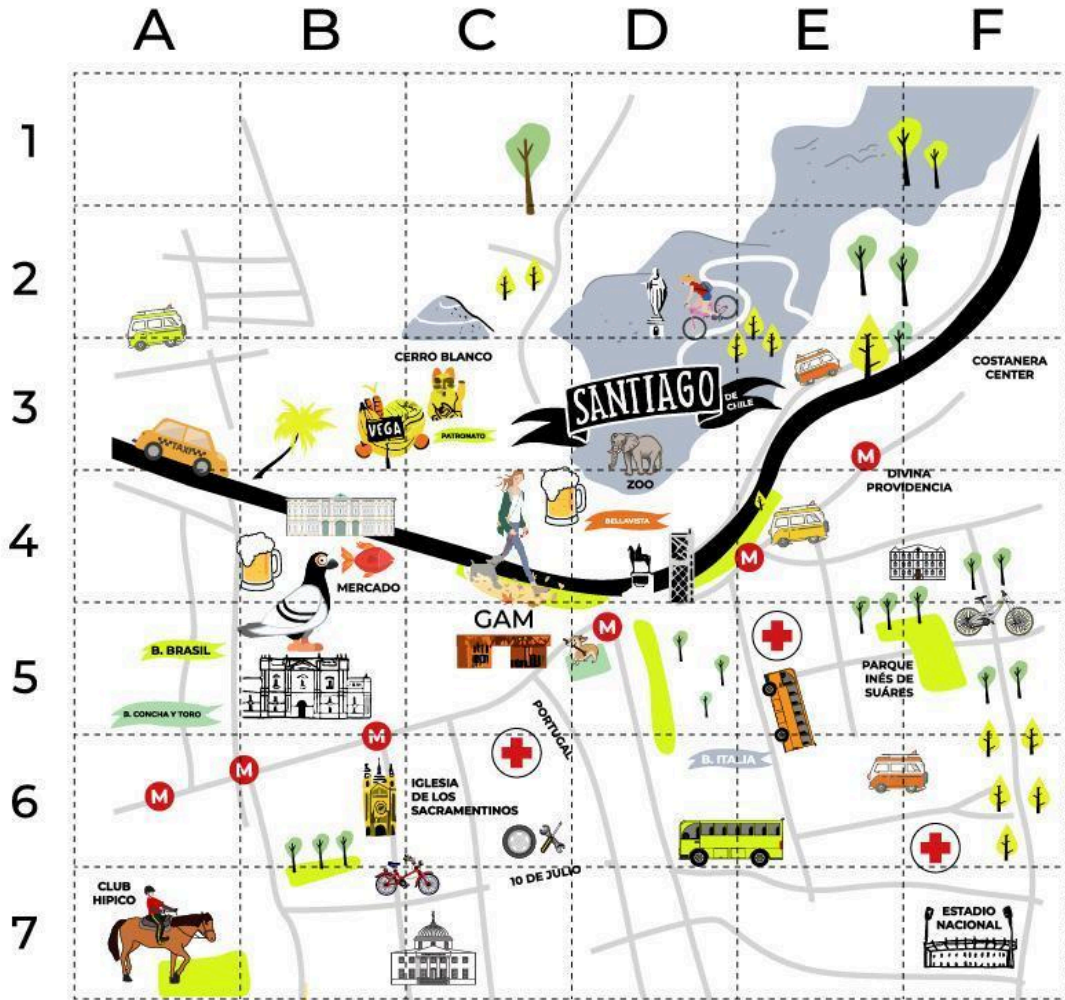 A B C D E F
1
2
3
4
5
6
7
CERRO BLANCO
COSTANERA
CENTER
SANTIAGO
DE
CHILE
VEGA
PATRONATO
TAXI
ZOO
M
DIVINA
PROVIDENCIA
BELLAVISTA
M
MERCADO
GAM
M
B. BRASIL
PARQUE
INÉS DE
SUÁRES
B. CONCHA Y TORO
PORTUGAL
M
B. ITALIA
M
M
IGLESIA
DE LOS
SACRAMENTINOS
10 DE JULIO
CLUB
HIPICO
ESTADIO
NACIONAL